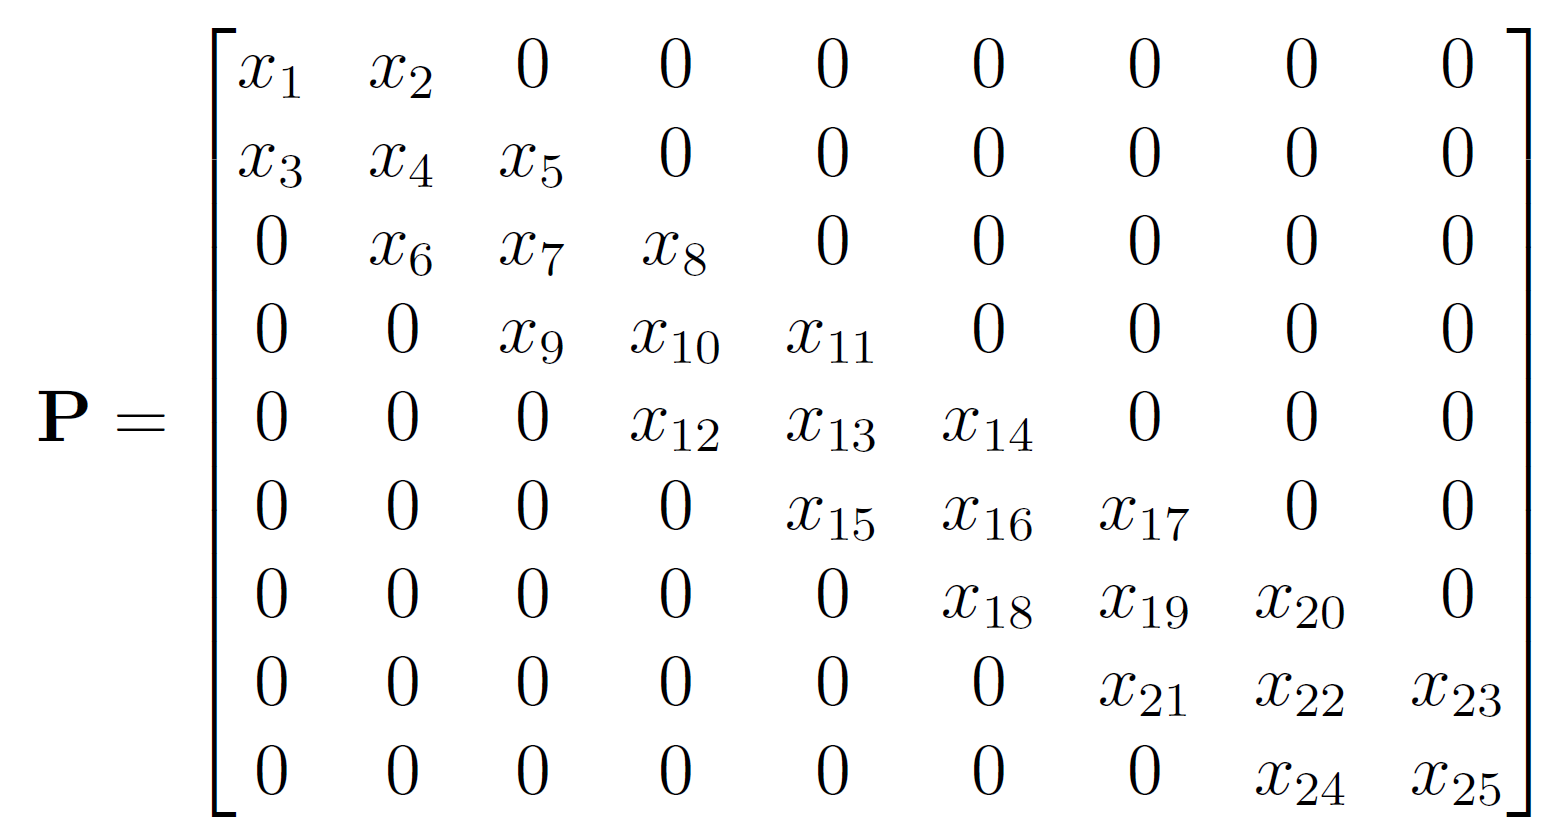 x₁ x₂ 0 0 0 0 0 0 0
x₃ x₄ x₅ 0 0 0 0 0 0
0 x₆ x₇ x₈ 0 0 0 0 0
0 0 x₉ x₁₀ x₁₁ 0 0 0 0
P = 0 0 0 x₁₂ x₁₃ x₁₄ 0 0 0
0 0 0 0 x₁₅ x₁₆ x₁₇ 0 0
0 0 0 0 0 x₁₈ x₁₉ x₂₀ 0
0 0 0 0 0 0 x₂₁ x₂₂ x₂₃
0 0 0 0 0 0 0 x₂₄ x₂₅